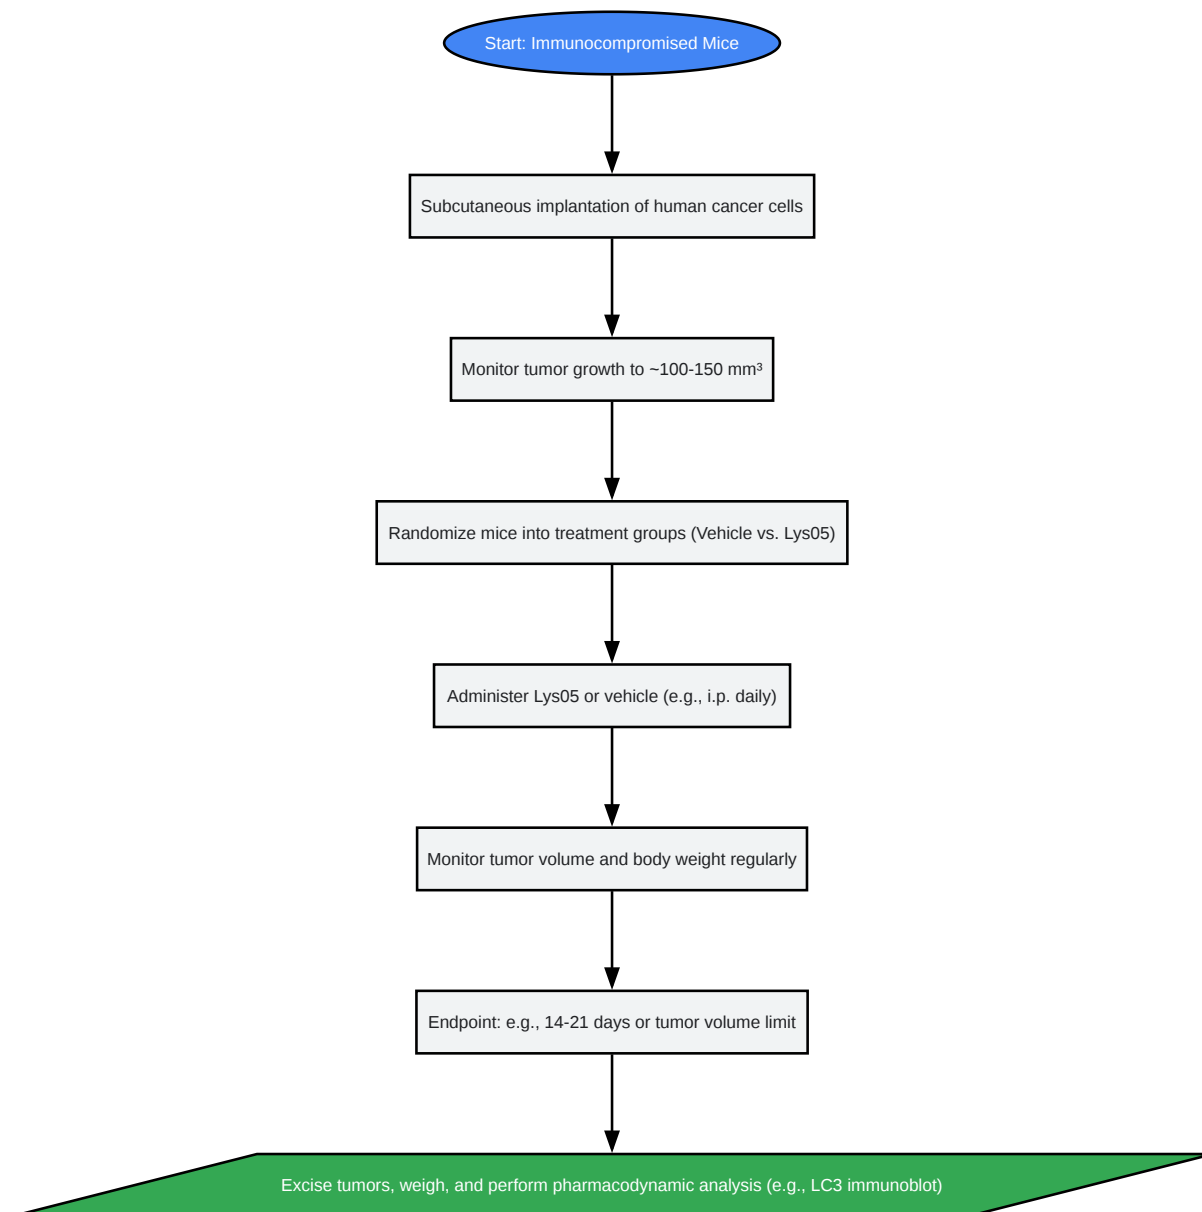 Start: Immunocompromised Mice
Subcutaneous implantation of human cancer cells
Monitor tumor growth to ~100-150 mm³
Randomize mice into treatment groups (Vehicle vs. Lys05)
Administer Lys05 or vehicle (e.g., i.p. daily)
Monitor tumor volume and body weight regularly
Endpoint: e.g., 14-21 days or tumor volume limit
Excise tumors, weigh, and perform pharmacodynamic analysis (e.g., LC3 immunoblot)